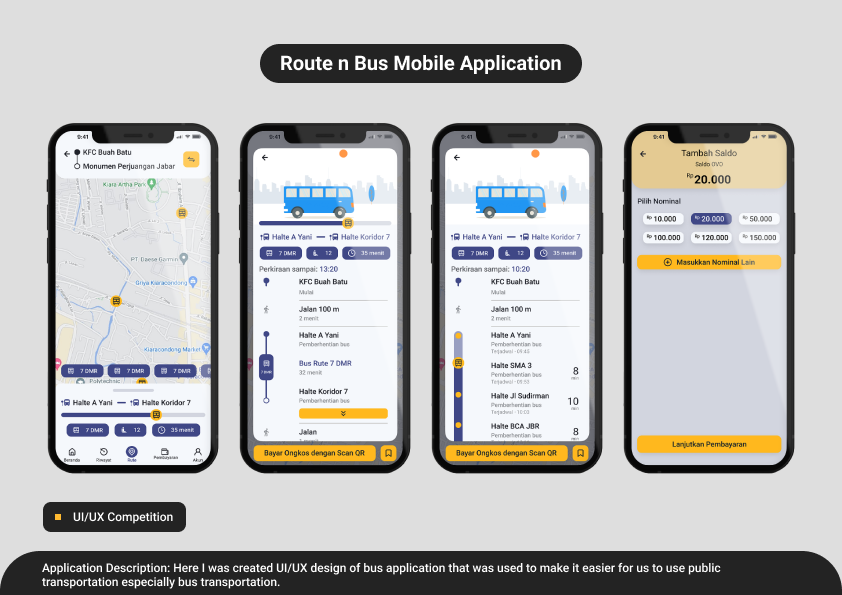 Route n Bus Mobile Application
9:41
KFC Buah Batu
Monumen Perjuangan Jabar
Kiara Artha Park
PT. Daese Garmin
Griya Kiaracondong
Kiaracondong Market
7 DMR
7 DMR
7 DMR
Polytechnic
Halte A Yani — Halte Koridor 7
7 DMR
12
35 menit
Beranda
Riwayat
Rute
Pembayaran
Akun
9:41
Halte A Yani — Halte Koridor 7
7 DMR
12
35 menit
Perkiraan sampai: 13:20
KFC Buah Batu
Mulai
Jalan 100 m
2 menit
Halte A Yani
Pemberhentian bus
7 DMR
Bus Rute 7 DMR
32 menit
Halte Koridor 7
Pemberhentian bus
Jalan
Bayar Ongkos dengan Scan QR
9:41
Halte A Yani — Halte Koridor 7
7 DMR
12
35 menit
Perkiraan sampai: 10:20
KFC Buah Batu
Mulai
Jalan 100 m
2 menit
Halte A Yani
Pemberhentian bus
Terjadwal - 09:45
Halte SMA 3
Pemberhentian bus
8
min
Halte Jl Sudirman
Pemberhentian bus
10
min
Halte BCA JBR
Pemberhentian bus
8
min
Bayar Ongkos dengan Scan QR
9:41
Tambah Saldo
Saldo OVO
Rp 20.000
Pilih Nominal
Rp 10.000
Rp 20.000
Rp 50.000
Rp 100.000
Rp 120.000
Rp 150.000
Masukkan Nominal Lain
Lanjutkan Pembayaran
UI/UX Competition
Application Description: Here I was created UI/UX design of bus application that was used to make it easier for us to use public
transportation especially bus transportation.